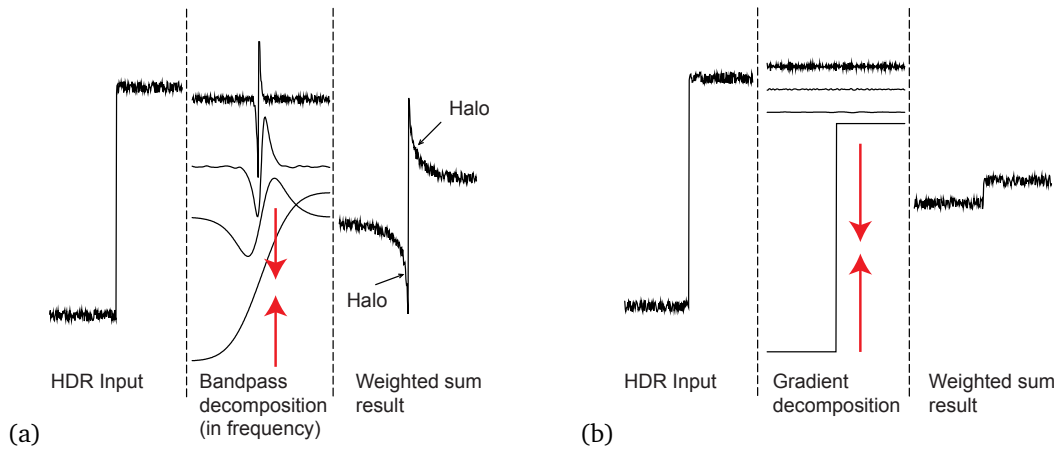 Halo
Halo
HDR Input
Bandpass
decomposition
(in frequency)
Weighted sum
result
(a)
HDR Input
Gradient
decomposition
Weighted sum
result
(b)